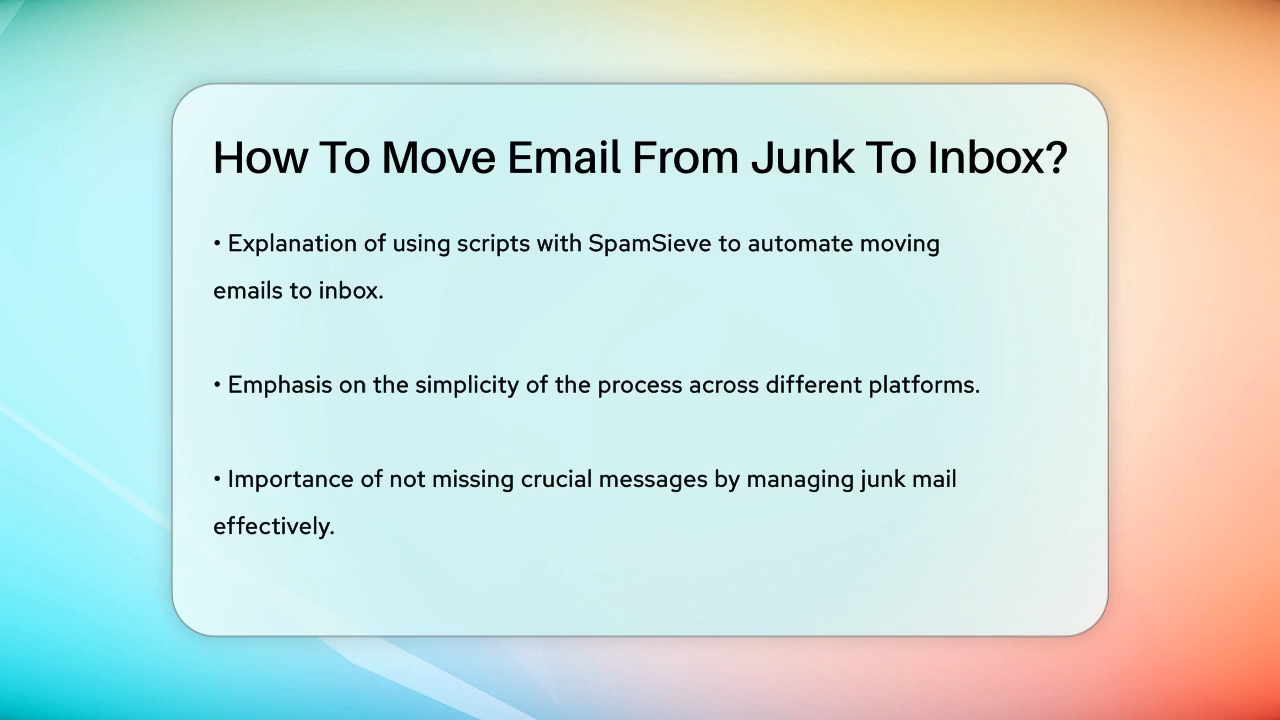 How To Move Email From Junk To Inbox?
• Explanation of using scripts with SpamSieve to automate moving
emails to inbox.
• Emphasis on the simplicity of the process across different platforms.
• Importance of not missing crucial messages by managing junk mail
effectively.